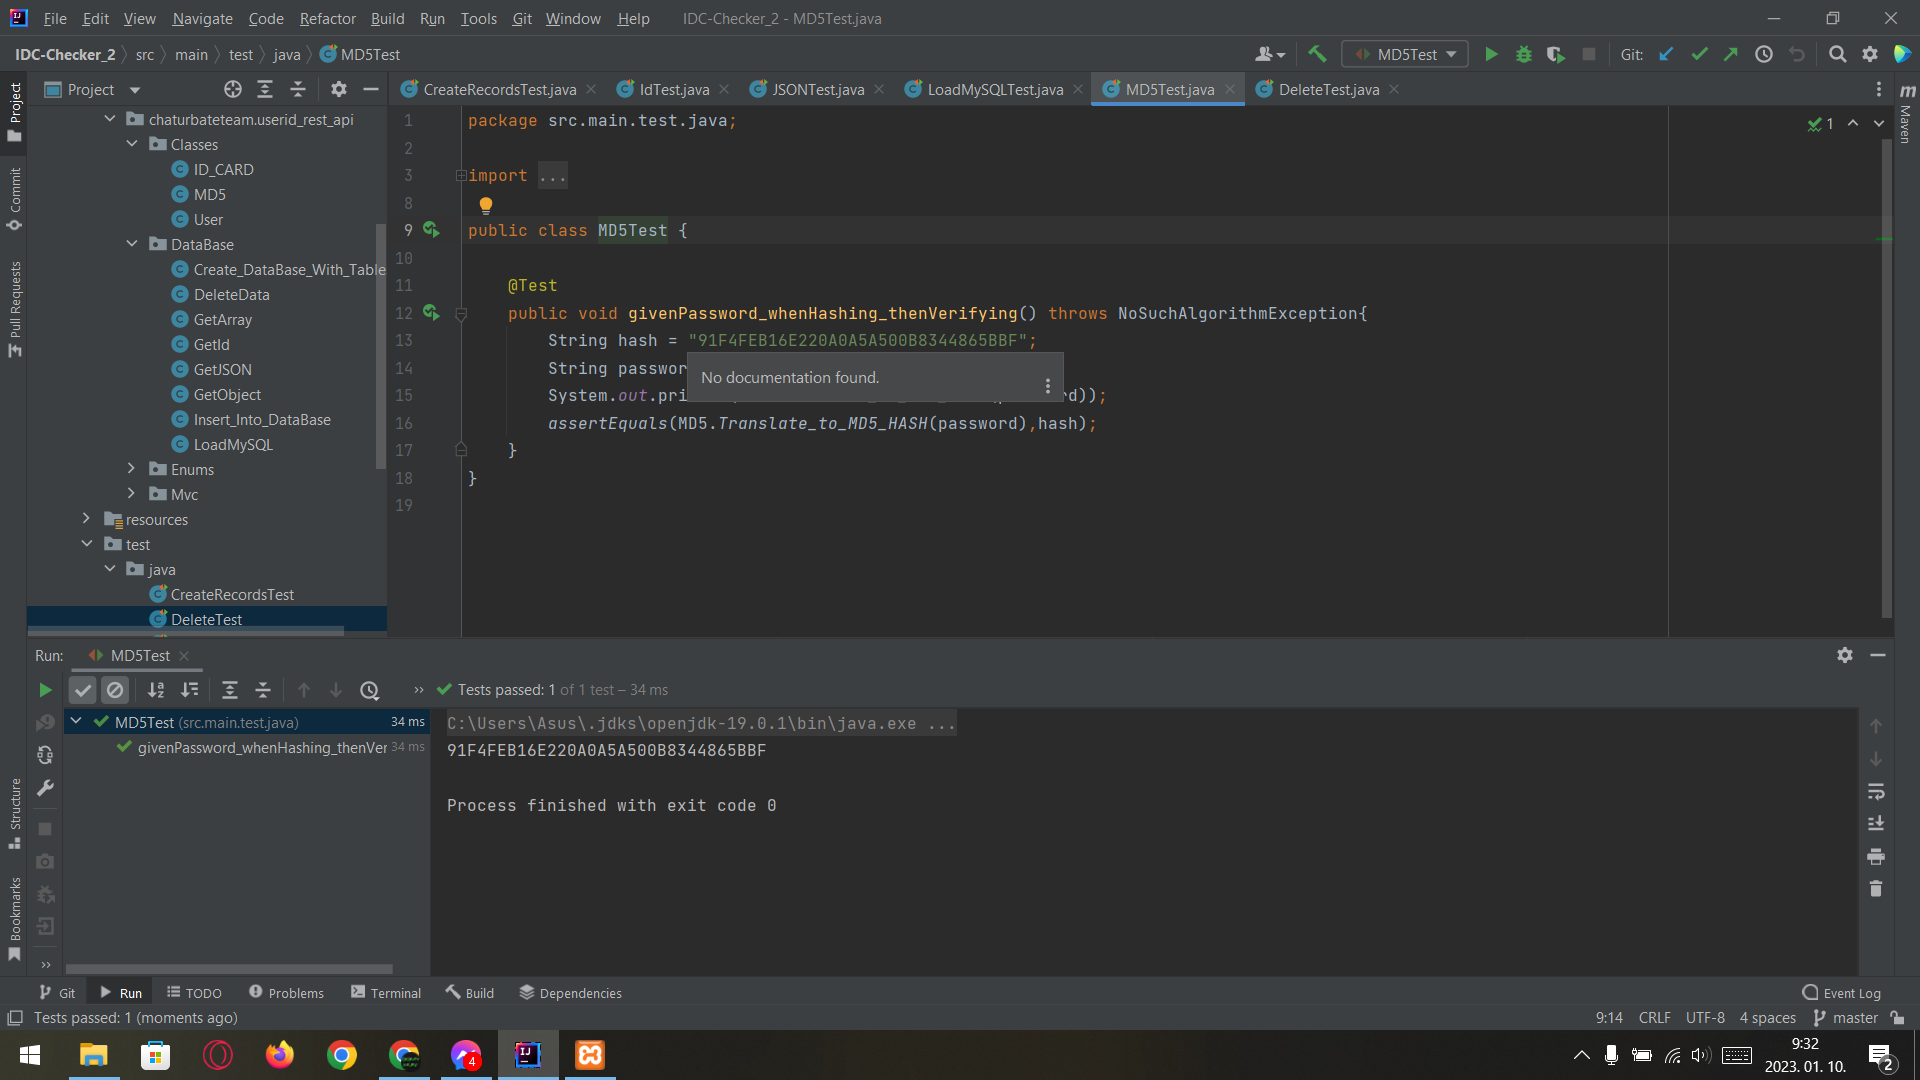 File Edit View Navigate Code Refactor Build Run Tools Git Window Help IDC-Checker_2 - MD5Test.java
IDC-Checker_2 src main test java MD5Test MD5Test Git:
Project
CreateRecordsTest.java IdTest.java JSONTest.java LoadMySQLTest.java MD5Test.java DeleteTest.java
chaturbateteam.userid_rest_api
Classes
ID_CARD
MD5
User
DataBase
Create_DataBase_With_Table
DeleteData
GetArray
GetId
GetJSON
GetObject
Insert_Into_DataBase
LoadMySQL
Enums
Mvc
resources
test
java
CreateRecordsTest
DeleteTest
1 package src.main.test.java;
1
2
3 import ...
8
9 public class MD5Test {
10
11 @Test
12 public void givenPassword_whenHashing_thenVerifying() throws NoSuchAlgorithmException{
13 String hash = "91F4FEB16E220A0A5A500B8344865BBF";
14 String passwor
No documentation found.
15 System.out.pri d));
16 assertEquals(MD5.Translate_to_MD5_HASH(password),hash);
17 }
18 }
19
Project
Commit
Pull Requests
Structure
Bookmarks
Maven
Run: MD5Test
Tests passed: 1 of 1 test – 34 ms
MD5Test (src.main.test.java) 34 ms
givenPassword_whenHashing_thenVer 34 ms
C:\Users\Asus\.jdks\openjdk-19.0.1\bin\java.exe ...
91F4FEB16E220A0A5A500B8344865BBF
Process finished with exit code 0
Git Run TODO Problems Terminal Build Dependencies Event Log
Tests passed: 1 (moments ago) 9:14 CRLF UTF-8 4 spaces master
4
9:32
2023. 01. 10.
2